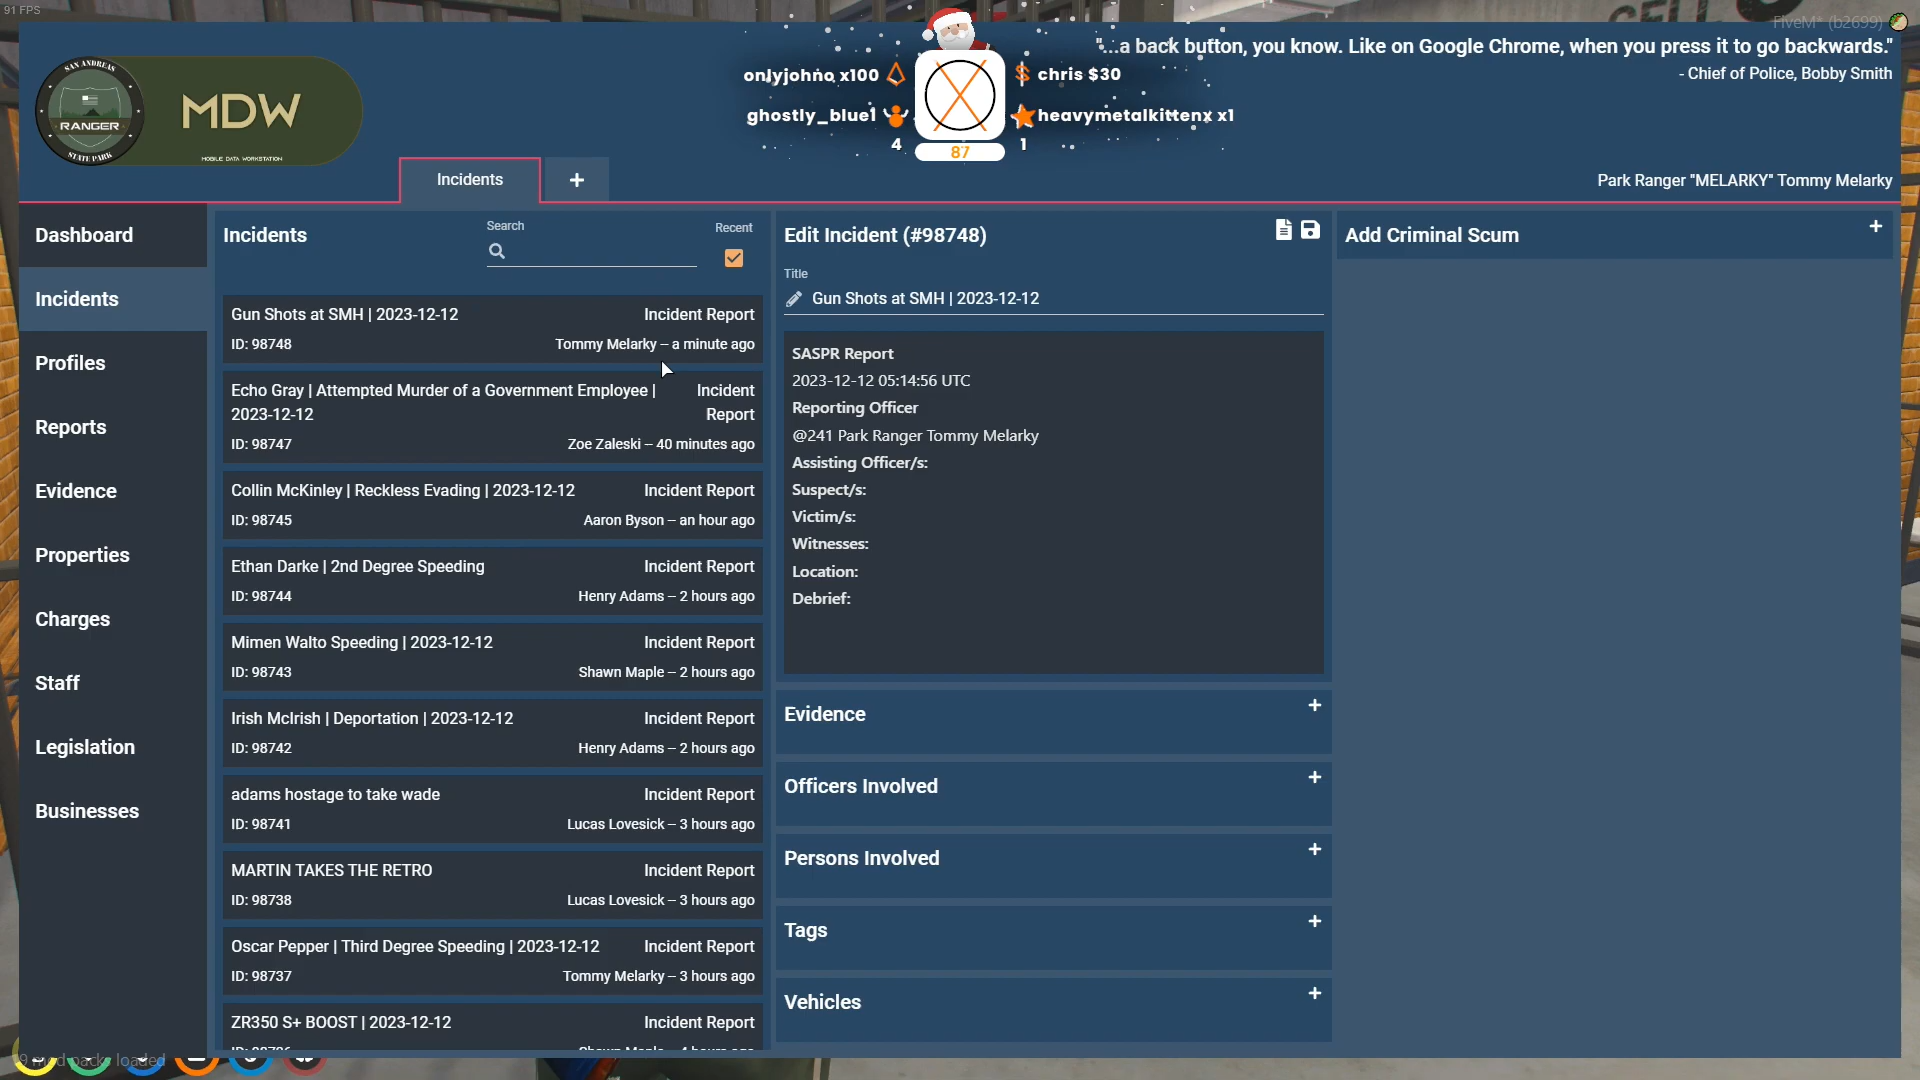 91 FPS
FiveM* (b2699)
"...a back button, you know. Like on Google Chrome, when you press it to go backwards."
- Chief of Police, Bobby Smith
SAN ANDREAS
RANGER
STATE PARK
MDW
MOBILE DATA WORKSTATION
onlyjohno x100
chris $30
ghostly_blue1
heavymetalkittenx x1
4
87
1
Incidents
+
Park Ranger "MELARKY" Tommy Melarky
Dashboard
Incidents
Profiles
Reports
Evidence
Properties
Charges
Staff
Legislation
Businesses
Incidents
Search
Recent
Gun Shots at SMH | 2023-12-12
Incident Report
ID: 98748
Tommy Melarky – a minute ago
Echo Gray | Attempted Murder of a Government Employee |
2023-12-12
Incident
Report
ID: 98747
Zoe Zaleski – 40 minutes ago
Collin McKinley | Reckless Evading | 2023-12-12
Incident Report
ID: 98745
Aaron Byson – an hour ago
Ethan Darke | 2nd Degree Speeding
Incident Report
ID: 98744
Henry Adams – 2 hours ago
Mimen Walto Speeding | 2023-12-12
Incident Report
ID: 98743
Shawn Maple – 2 hours ago
Irish McIrish | Deportation | 2023-12-12
Incident Report
ID: 98742
Henry Adams – 2 hours ago
adams hostage to take wade
Incident Report
ID: 98741
Lucas Lovesick – 3 hours ago
MARTIN TAKES THE RETRO
Incident Report
ID: 98738
Lucas Lovesick – 3 hours ago
Oscar Pepper | Third Degree Speeding | 2023-12-12
Incident Report
ID: 98737
Tommy Melarky – 3 hours ago
ZR350 S+ BOOST | 2023-12-12
Incident Report
Edit Incident (#98748)
Title
Gun Shots at SMH | 2023-12-12
SASPR Report
2023-12-12 05:14:56 UTC
Reporting Officer
@241 Park Ranger Tommy Melarky
Assisting Officer/s:
Suspect/s:
Victim/s:
Witnesses:
Location:
Debrief:
Evidence
+
Officers Involved
+
Persons Involved
+
Tags
+
Vehicles
+
Add Criminal Scum
+
loaded